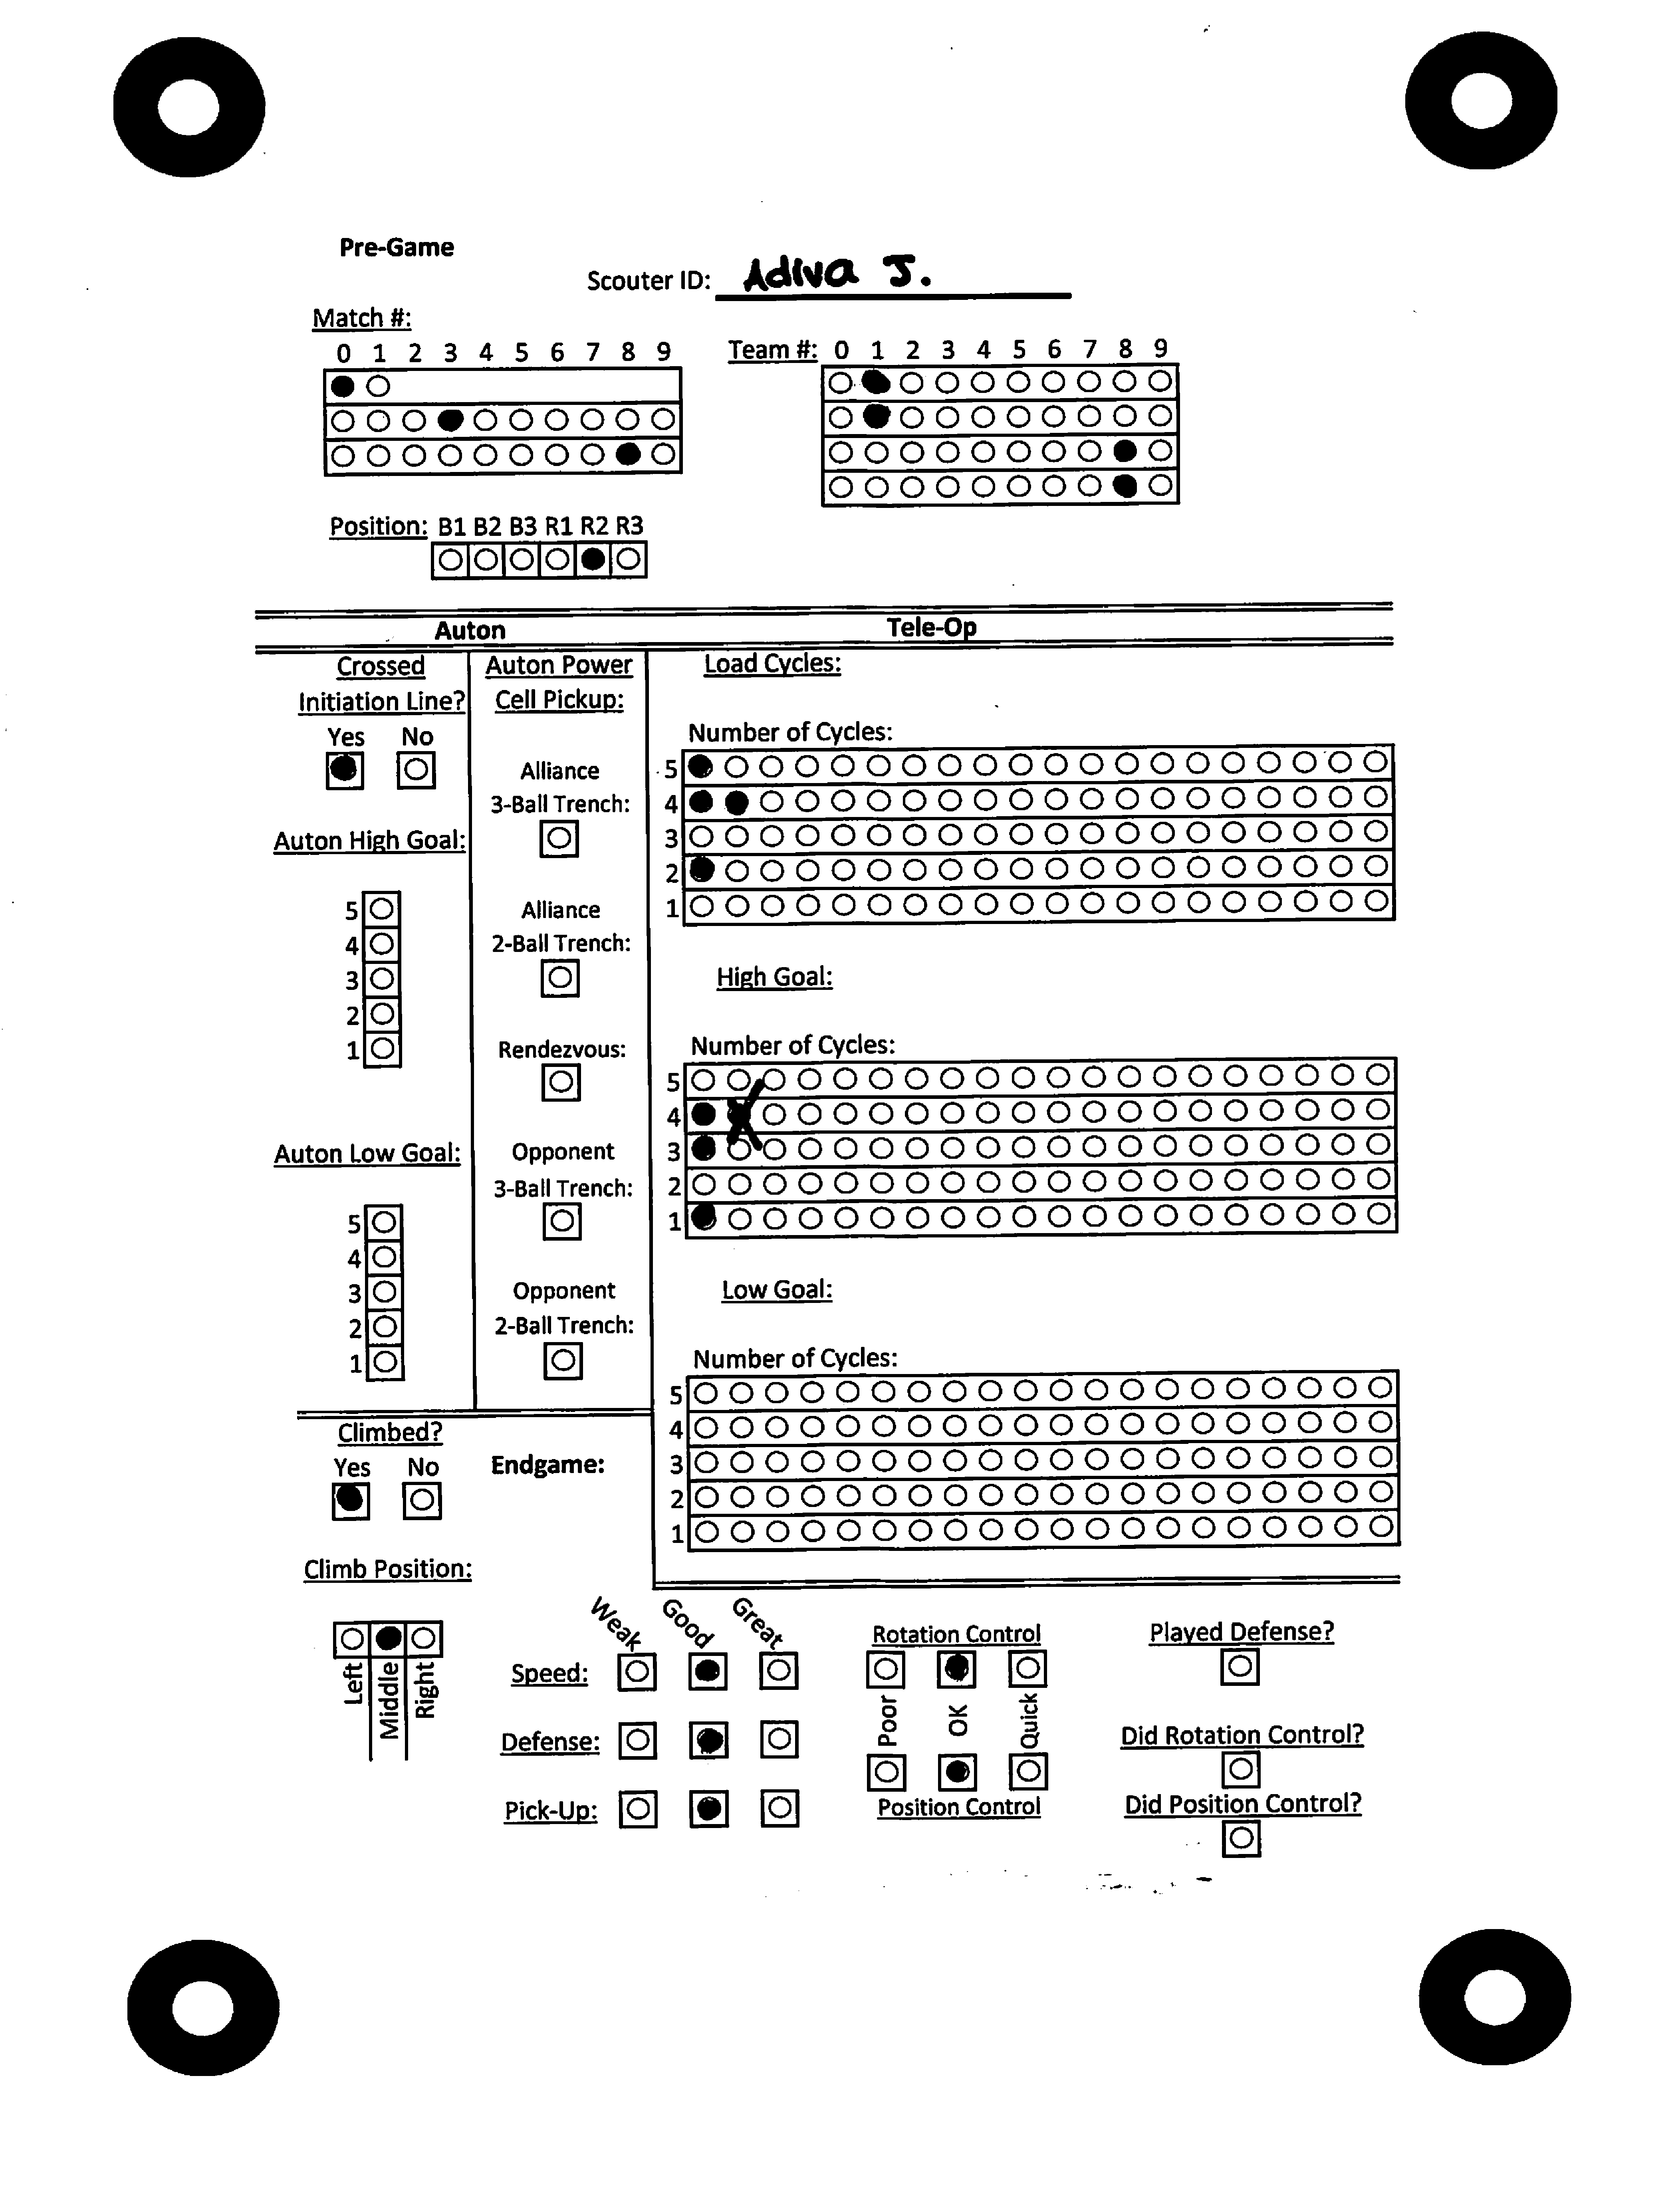 Pre-Game
Scouter ID: Adiva J.
Match #:
0 1 2 3 4 5 6 7 8 9
Team #: 0 1 2 3 4 5 6 7 8 9
Position: B1 B2 B3 R1 R2 R3
Auton
Tele-Op
Crossed
Initiation Line?
Yes No
Auton High Goal:
5
4
3
2
1
Auton Low Goal:
5
4
3
2
1
Auton Power
Cell Pickup:
Alliance
3-Ball Trench:
Alliance
2-Ball Trench:
Rendezvous:
Opponent
3-Ball Trench:
Opponent
2-Ball Trench:
Load Cycles:
Number of Cycles:
5
4
3
2
1
High Goal:
Number of Cycles:
5
4
3
2
1
Low Goal:
Number of Cycles:
5
4
3
2
1
Climbed?
Yes No
Endgame:
Climb Position:
Left
Middle
Right
Weak
Good
Great
Speed:
Defense:
Pick-Up:
Rotation Control
Poor
OK
Quick
Position Control
Played Defense?
Did Rotation Control?
Did Position Control?